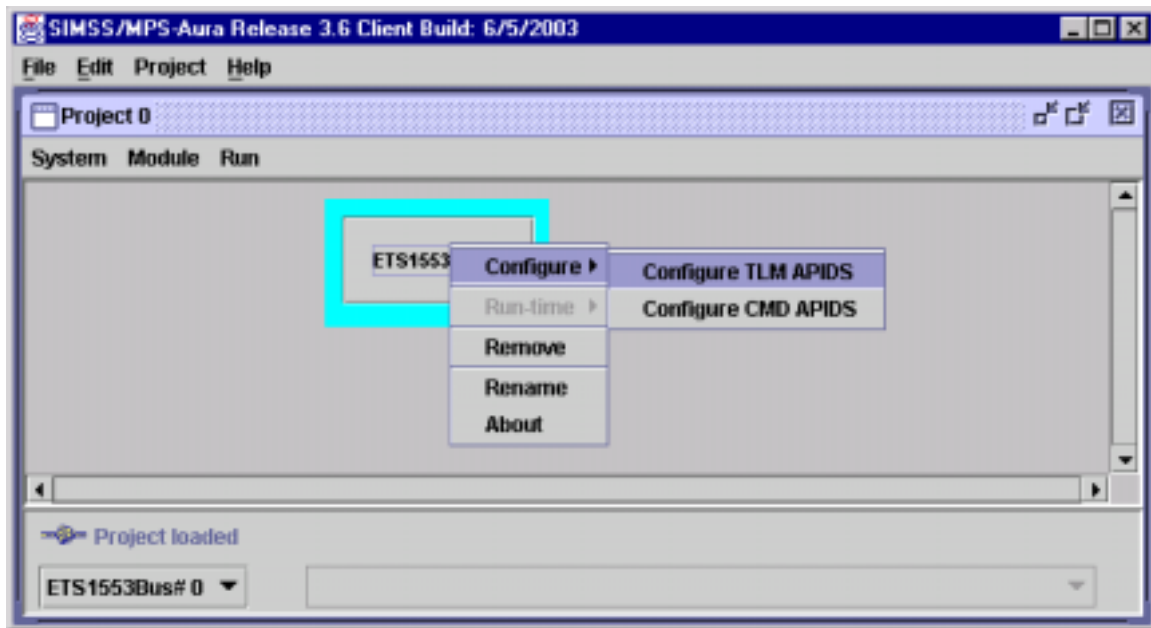 SIMSS/MPS-Aura Release 3.6 Client Build: 6/5/2003
File Edit Project Help
Project 0
System Module Run
ETS1553
Configure
Configure TLM APIDS
Run-time
Configure CMD APIDS
Remove
Rename
About
Project loaded
ETS1553Bus# 0